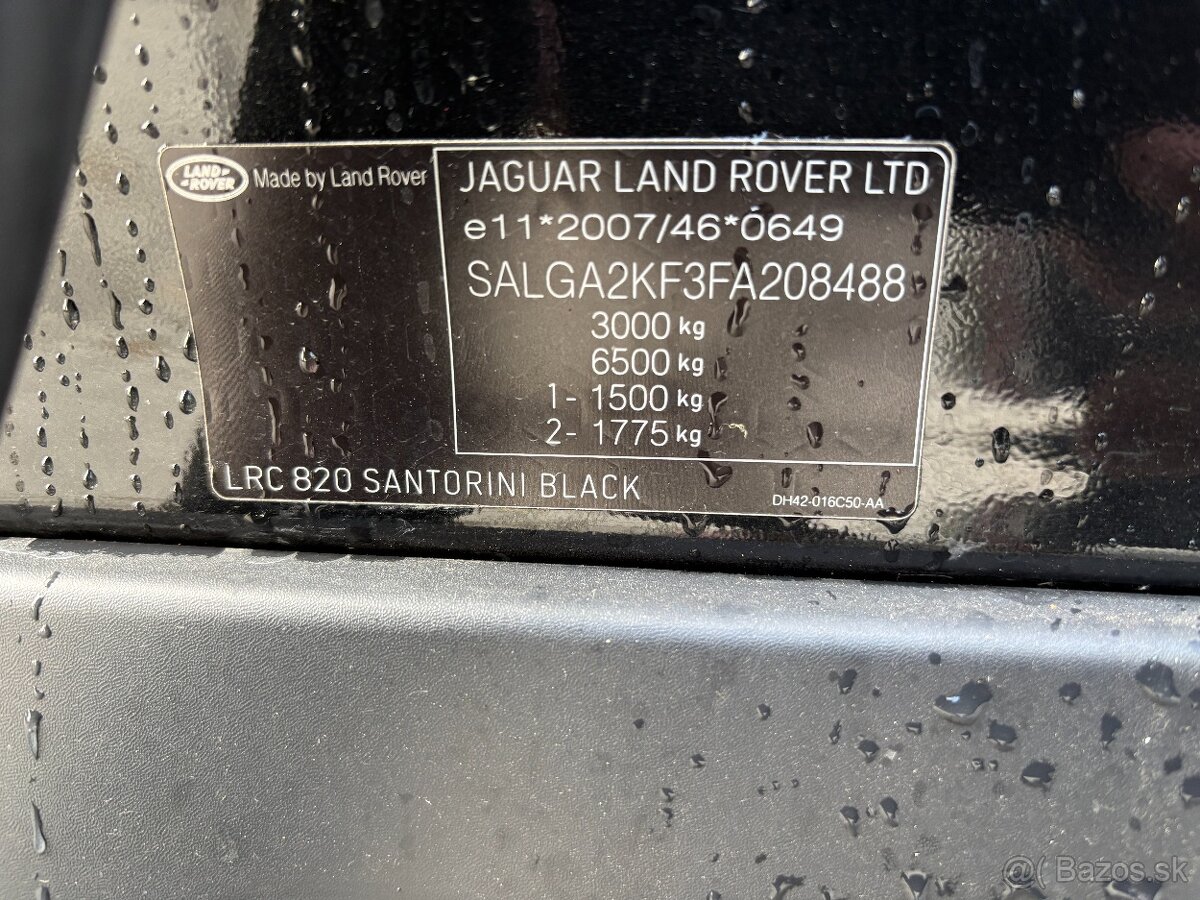 LAND-
-ROVER
Made by Land Rover
JAGUAR LAND ROVER LTD
e11*2007/46*0649
SALGA2KF3FA208488
3000 kg
6500 kg
1- 1500 kg
2- 1775 kg
LRC 820 SANTORINI BLACK
DH42-016C50-AA
@( Bazos.sk